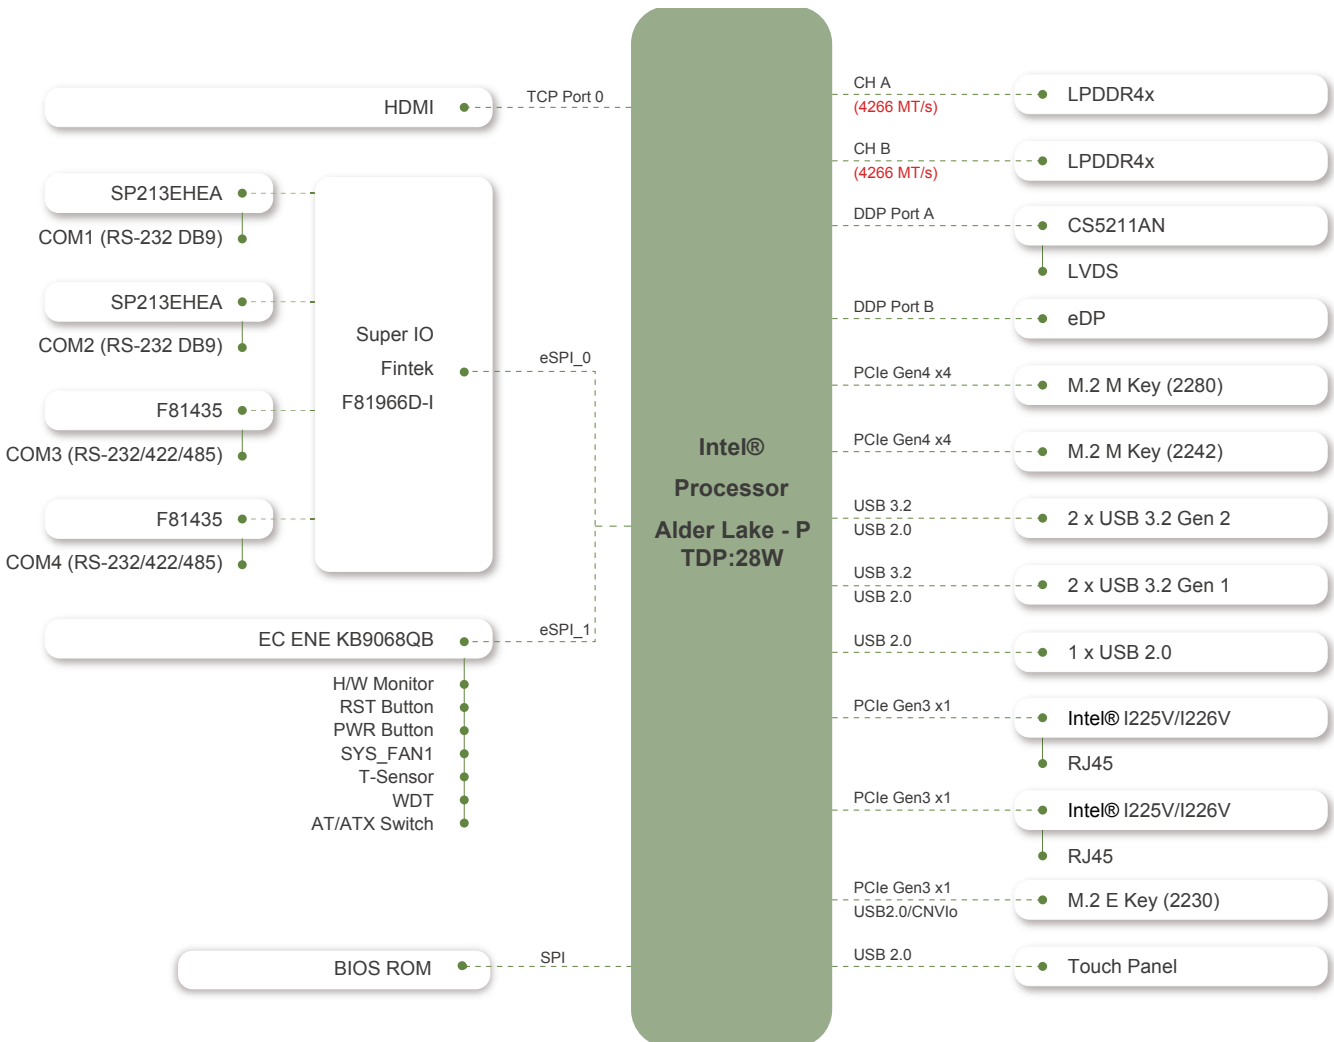 HDMI
TCP Port 0
SP213EHEA
COM1 (RS-232 DB9)
SP213EHEA
COM2 (RS-232 DB9)
F81435
COM3 (RS-232/422/485)
F81435
COM4 (RS-232/422/485)
Super IO
Fintek
F81966D-I
eSPI_0
EC ENE KB9068QB
eSPI_1
H/W Monitor
RST Button
PWR Button
SYS_FAN1
T-Sensor
WDT
AT/ATX Switch
BIOS ROM
SPI
Intel®
Processor
Alder Lake - P
TDP:28W
CH A
(4266 MT/s)
LPDDR4x
CH B
(4266 MT/s)
LPDDR4x
DDP Port A
CS5211AN
LVDS
DDP Port B
eDP
PCIe Gen4 x4
M.2 M Key (2280)
PCIe Gen4 x4
M.2 M Key (2242)
USB 3.2
USB 2.0
2 x USB 3.2 Gen 2
USB 3.2
USB 2.0
2 x USB 3.2 Gen 1
USB 2.0
1 x USB 2.0
PCIe Gen3 x1
Intel® I225V/I226V
RJ45
PCIe Gen3 x1
Intel® I225V/I226V
RJ45
PCIe Gen3 x1
USB2.0/CNVIo
M.2 E Key (2230)
USB 2.0
Touch Panel